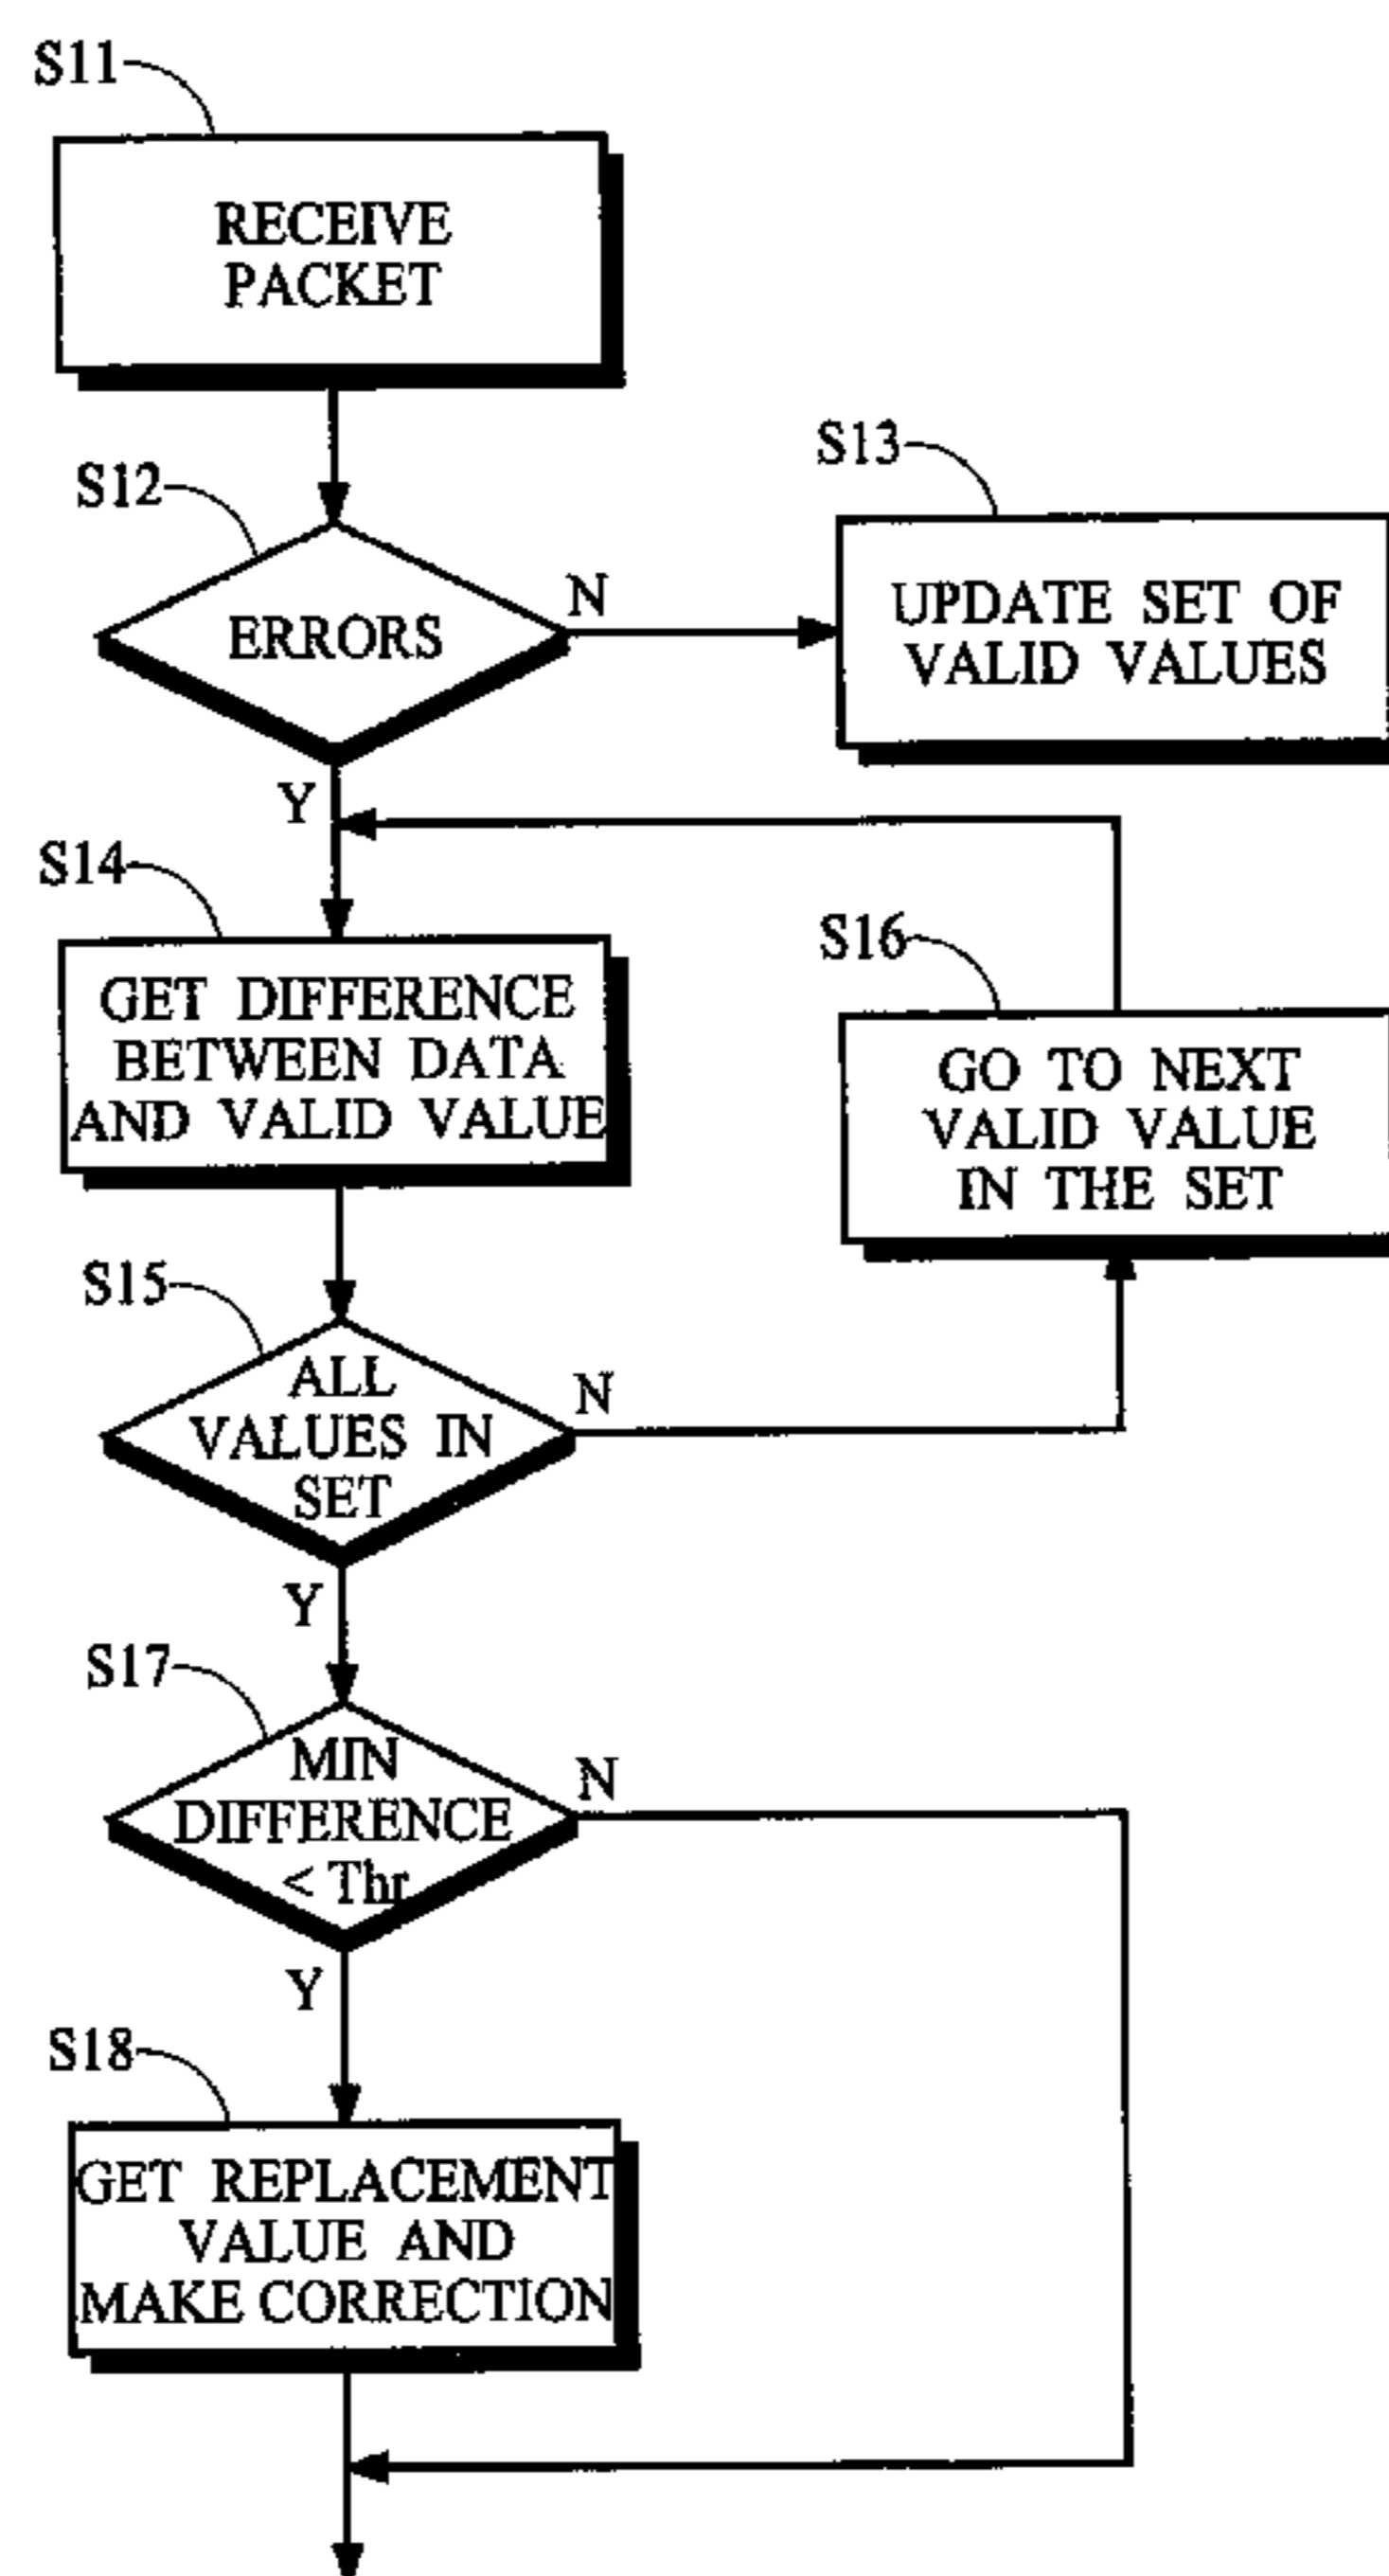 S11
RECEIVE
PACKET
S12
ERRORS
N
Y
S13
UPDATE SET OF
VALID VALUES
S14
GET DIFFERENCE
BETWEEN DATA
AND VALID VALUE
S16
GO TO NEXT
VALID VALUE
IN THE SET
S15
ALL
VALUES IN
SET
N
Y
S17
MIN
DIFFERENCE
< Thr
N
Y
S18
GET REPLACEMENT
VALUE AND
MAKE CORRECTION